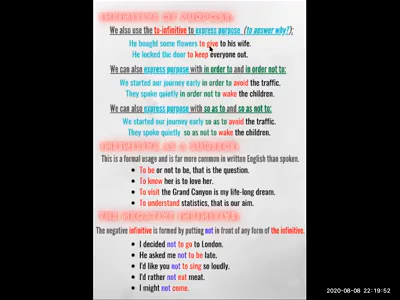 INFINITIVE OF PURPOSE:
We also use the to-infinitive to express purpose (to answer why?):
He bought some flowers to give to his wife.
He locked the door to keep everyone out.
We can also express purpose with in order to and in order not to:
We started our journey early in order to avoid the traffic.
They spoke quietly in order not to wake the children.
We can also express purpose with so as to and so as not to:
We started our journey early so as to avoid the traffic.
They spoke quietly so as not to wake the children.
INFINITIVE AS A SUBJECT:
This is a formal usage and is far more common in written English than spoken.
• To be or not to be, that is the question.
• To know her is to love her.
• To visit the Grand Canyon is my life-long dream.
• To understand statistics, that is our aim.
THE NEGATIVE INFINITIVE:
The negative infinitive is formed by putting not in front of any form of the infinitive.
• I decided not to go to London.
• He asked me not to be late.
• I'd like you not to sing so loudly.
• I'd rather not eat meat.
• I might not come.
2020-08-08 22:19:52